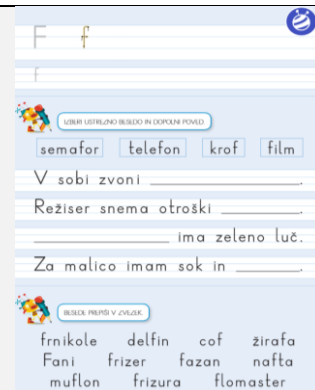 F f
f
IZBERI USTREZNO BESEDO IN DOPOLNI POVED.
semafor telefon krof film
V sobi zvoni ____________.
Režiser snema otroški ________.
____________ ima zeleno luč.
Za malico imam sok in ______.
BESEDE PREPIŠI V ZVEZEK.
frnikole delfin cof žirafa
Fani frizer fazan nafta
muflon frizura flomaster